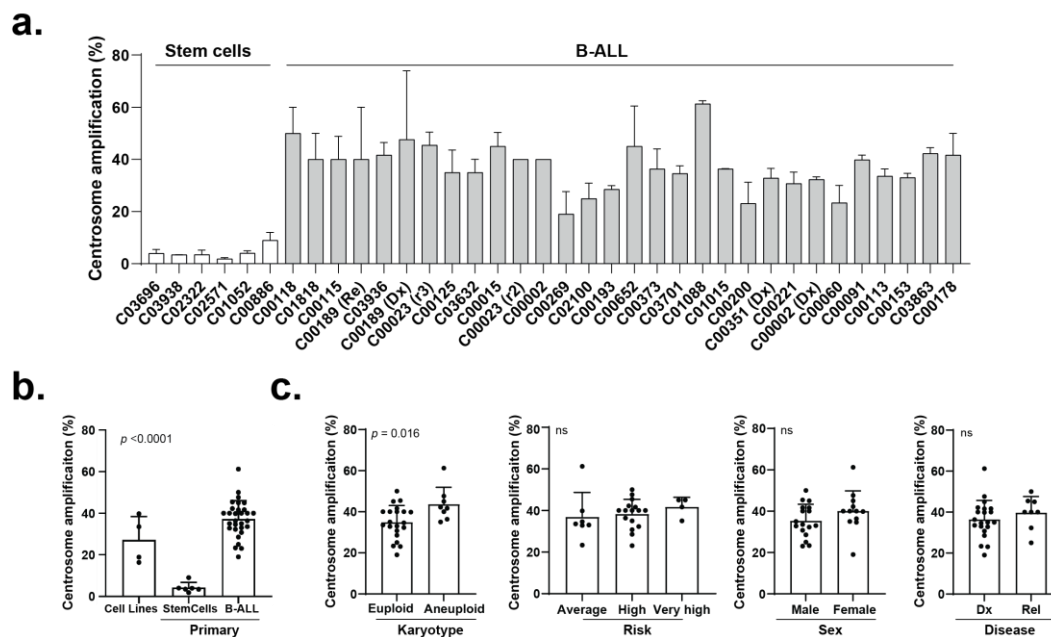 a.
Stem cells
B-ALL
Centrosome amplification (%)
80
60
40
20
0
C03696
C03938
C02322
C02571
C01052
C00886
C00118
C01818
C00115
C00189 (Re)
C03936
C00189 (Dx)
C00023 (r3)
C00125
C03632
C00015
C00023 (r2)
C00002
C00269
C02100
C00193
C00652
C00373
C03701
C01088
C01015
C00200
C00351 (Dx)
C00221
C00002 (Dx)
C00060
C00091
C00113
C00153
C03863
C00178
b.
Centrosome amplificaiton (%)
80
60
40
20
0
p <0.0001
Cell Lines
StemCells
B-ALL
Primary
c.
Centrosome amplificaiton (%)
80
60
40
20
0
p = 0.016
Euploid
Aneuploid
Karyotype
Centrosome amplificaiton (%)
80
60
40
20
0
ns
Average
High
Very high
Risk
Centrosome amplificaiton (%)
80
60
40
20
0
ns
Male
Female
Sex
Centrosome amplificaiton (%)
80
60
40
20
0
ns
Dx
Rel
Disease